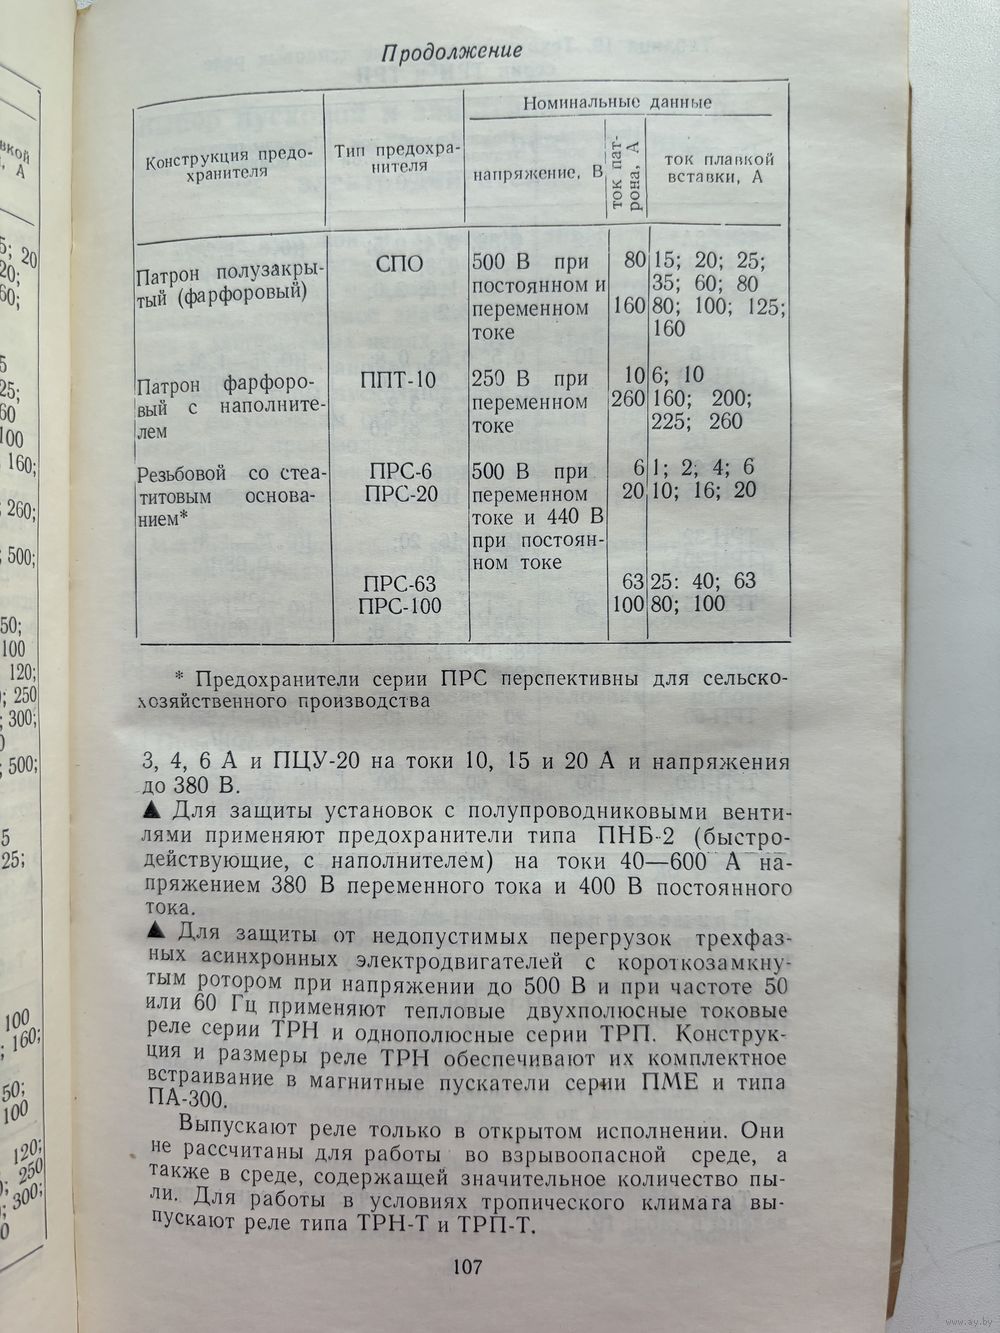 Продолжение
Номинальные данные
Конструкция предо-
хранителя
Тип предохра-
нителя
напряжение, В
ток пат-
рона, А
ток плавкой
вставки, А
Патрон полузакры-
тый (фарфоровый)
СПО
500 В при
постоянном и
переменном
токе
80
160
15; 20; 25;
35; 60; 80
80; 100; 125;
160
Патрон фарфоро-
вый с наполните-
лем
ППТ-10
250 В при
переменном
токе
10
260
6; 10
160; 200;
225; 260
Резьбовой со стеа-
титовым основа-
нием*
ПРС-6
ПРС-20
500 В при
переменном
токе и 440 В
при постоян-
ном токе
6
20
1; 2; 4; 6
10; 16; 20
ПРС-63
ПРС-100
63
100
25: 40; 63
80; 100
* Предохранители серии ПРС перспективны для сельско-
хозяйственного производства
3, 4, 6 А и ПЦУ-20 на токи 10, 15 и 20 А и напряжения
до 380 В.
▲ Для защиты установок с полупроводниковыми венти-
лями применяют предохранители типа ПНБ-2 (быстро-
действующие, с наполнителем) на токи 40—600 А на-
пряжением 380 В переменного тока и 400 В постоянного
тока.
▲ Для защиты от недопустимых перегрузок трехфаз-
ных асинхронных электродвигателей с короткозамкну-
тым ротором при напряжении до 500 В и при частоте 50
или 60 Гц применяют тепловые двухполюсные токовые
реле серии ТРН и однополюсные серии ТРП. Конструк-
ция и размеры реле ТРН обеспечивают их комплектное
встраивание в магнитные пускатели серии ПМЕ и типа
ПА-300.
Выпускают реле только в открытом исполнении. Они
не рассчитаны для работы во взрывоопасной среде, а
также в среде, содержащей значительное количество пы-
ли. Для работы в условиях тропического климата вы-
пускают реле типа ТРН-Т и ТРП-Т.
107
www.ay.by